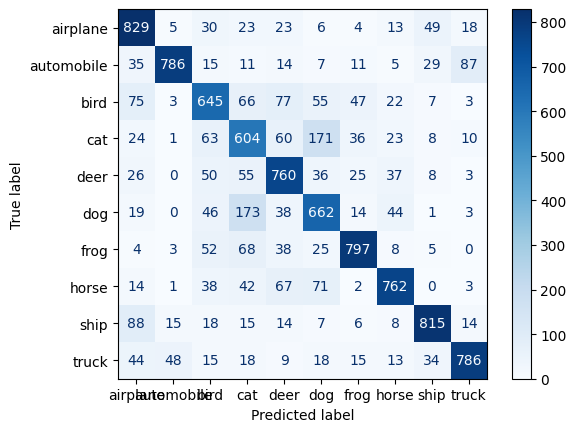 airplane 829 5 30 23 23 6 4 13 49 18
automobile 35 786 15 11 14 7 11 5 29 87
bird 75 3 645 66 77 55 47 22 7 3
cat 24 1 63 604 60 171 36 23 8 10
deer 26 0 50 55 760 36 25 37 8 3
dog 19 0 46 173 38 662 14 44 1 3
frog 4 3 52 68 38 25 797 8 5 0
horse 14 1 38 42 67 71 2 762 0 3
ship 88 15 18 15 14 7 6 8 815 14
truck 44 48 15 18 9 18 15 13 34 786
airplane automobile bird cat deer dog frog horse ship truck
Predicted label
True label
800
700
600
500
400
300
200
100
0